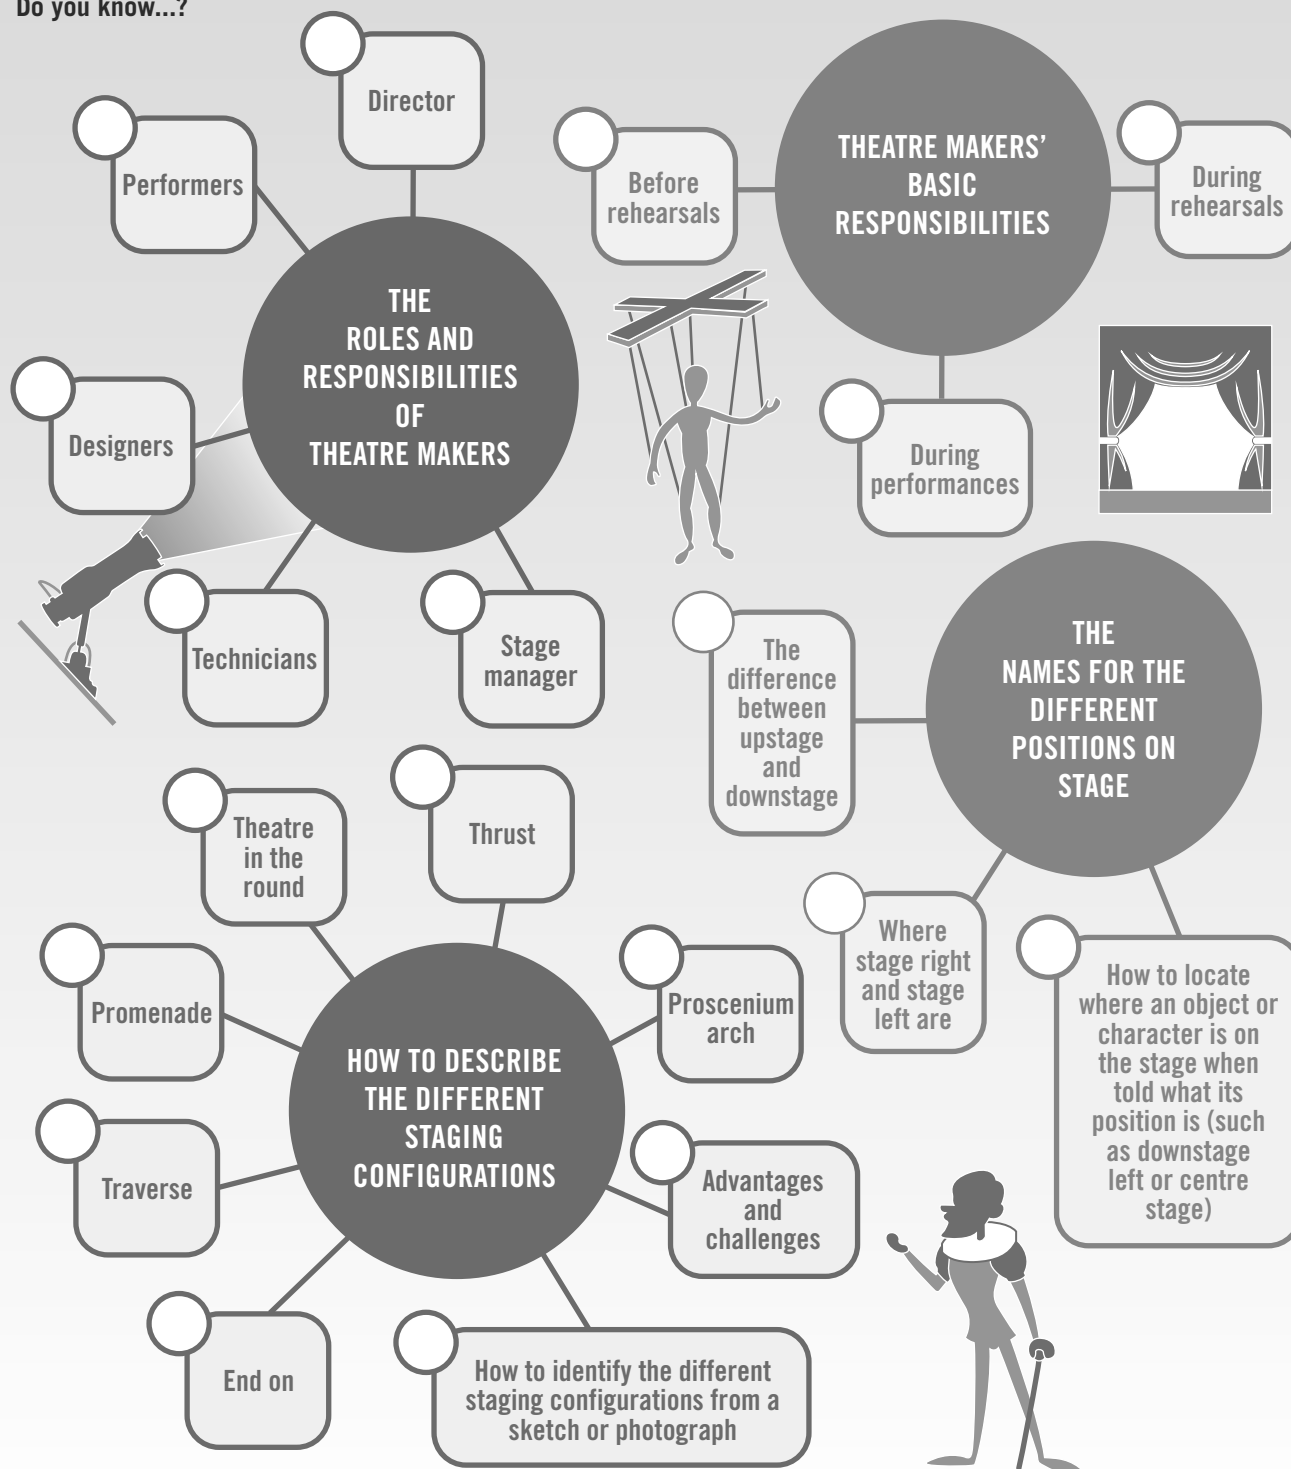 Do you know...?
Director
Performers
THE
ROLES AND
RESPONSIBILITIES
OF
THEATRE MAKERS
Designers
Technicians
Stage
manager
THEATRE MAKERS’
BASIC
RESPONSIBILITIES
Before
rehearsals
During
rehearsals
During
performances
THE
NAMES FOR THE
DIFFERENT
POSITIONS ON
STAGE
The
difference
between
upstage
and
downstage
Where
stage right
and stage
left are
How to locate
where an object or
character is on
the stage when
told what its
position is (such
as downstage
left or centre
stage)
HOW TO DESCRIBE
THE DIFFERENT
STAGING
CONFIGURATIONS
Theatre
in the
round
Thrust
Promenade
Proscenium
arch
Traverse
Advantages
and
challenges
End on
How to identify the different
staging configurations from a
sketch or photograph